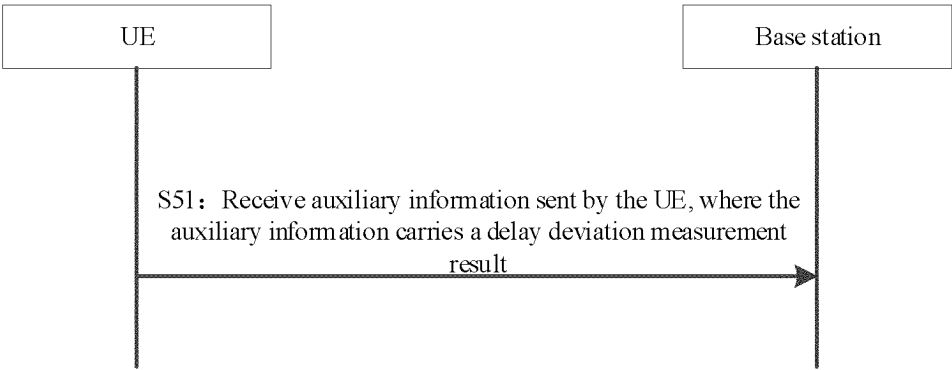 UE
Base station
S51：Receive auxiliary information sent by the UE, where the
auxiliary information carries a delay deviation measurement
result